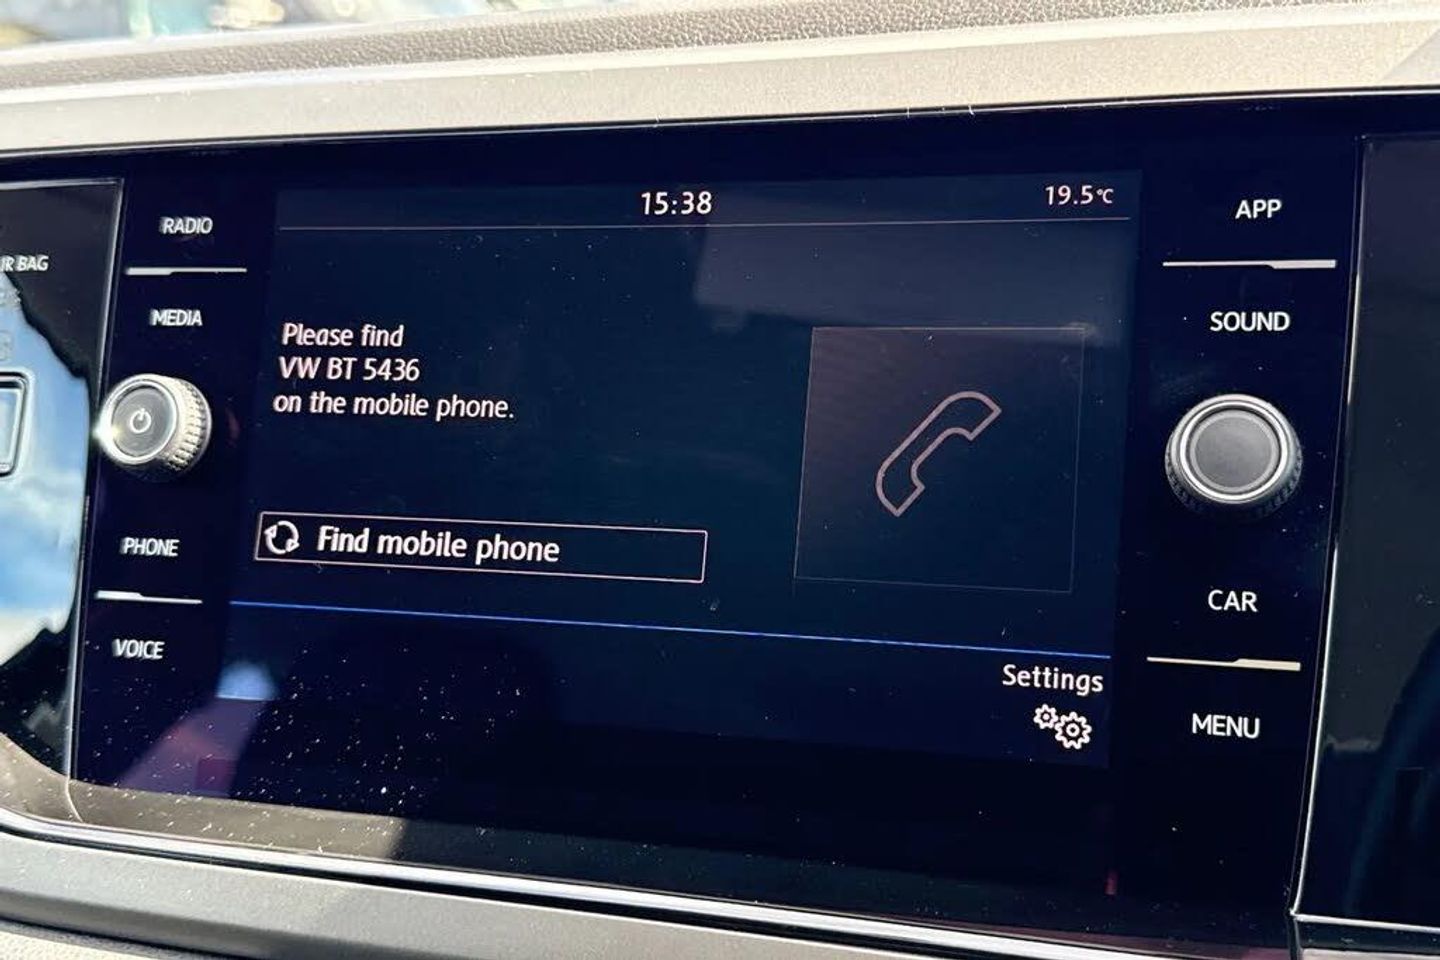 15:38
19.5°C
RADIO
MEDIA
PHONE
VOICE
Please find
VW BT 5436
on the mobile phone.
Find mobile phone
Settings
APP
SOUND
CAR
MENU
BAG